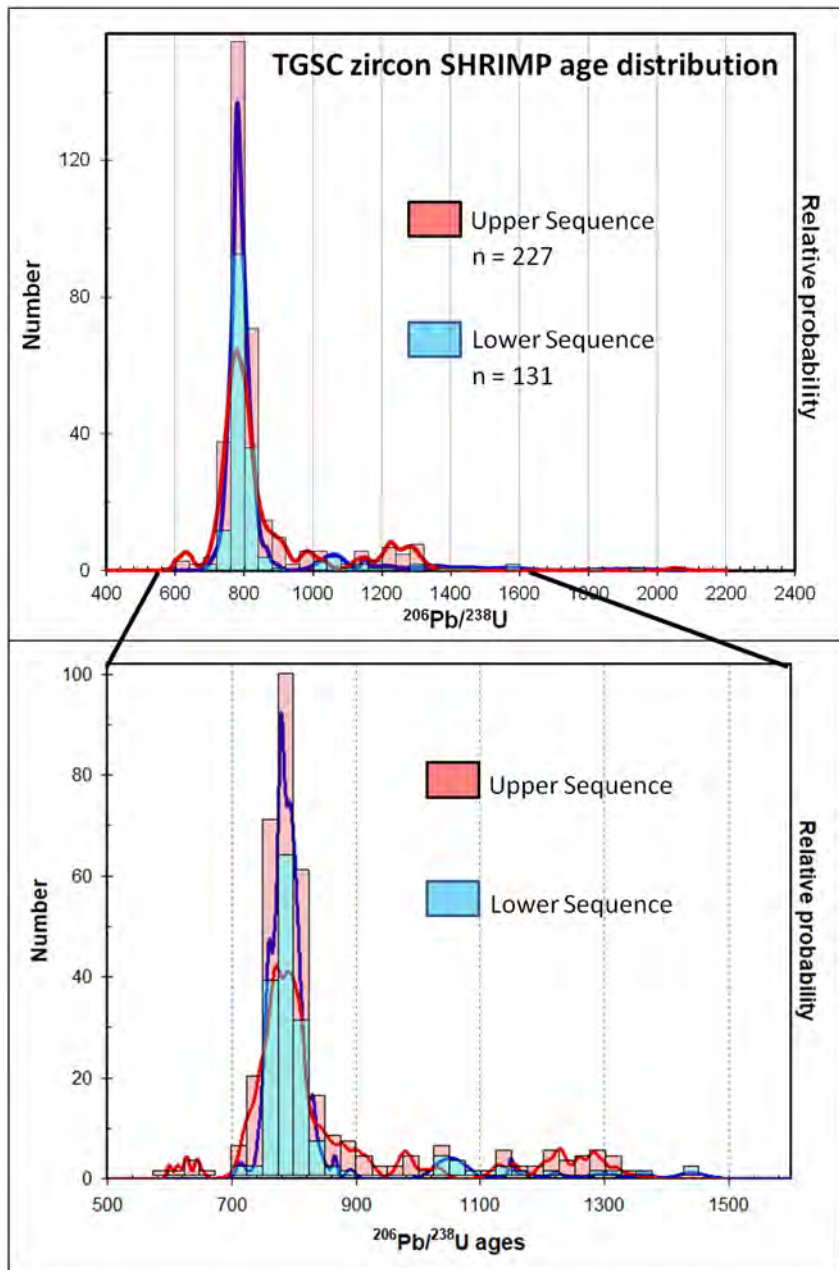 TGSC zircon SHRIMP age distribution
120
80
40
0
Number
Relative probability
Upper Sequence
n = 227
Lower Sequence
n = 131
400 600 800 1000 1200 1400 1600 1800 2000 2200 2400
²⁰⁶Pb/²³⁸U
100
80
60
40
20
0
Number
Relative probability
Upper Sequence
Lower Sequence
500 700 900 1100 1300 1500
²⁰⁶Pb/²³⁸U ages